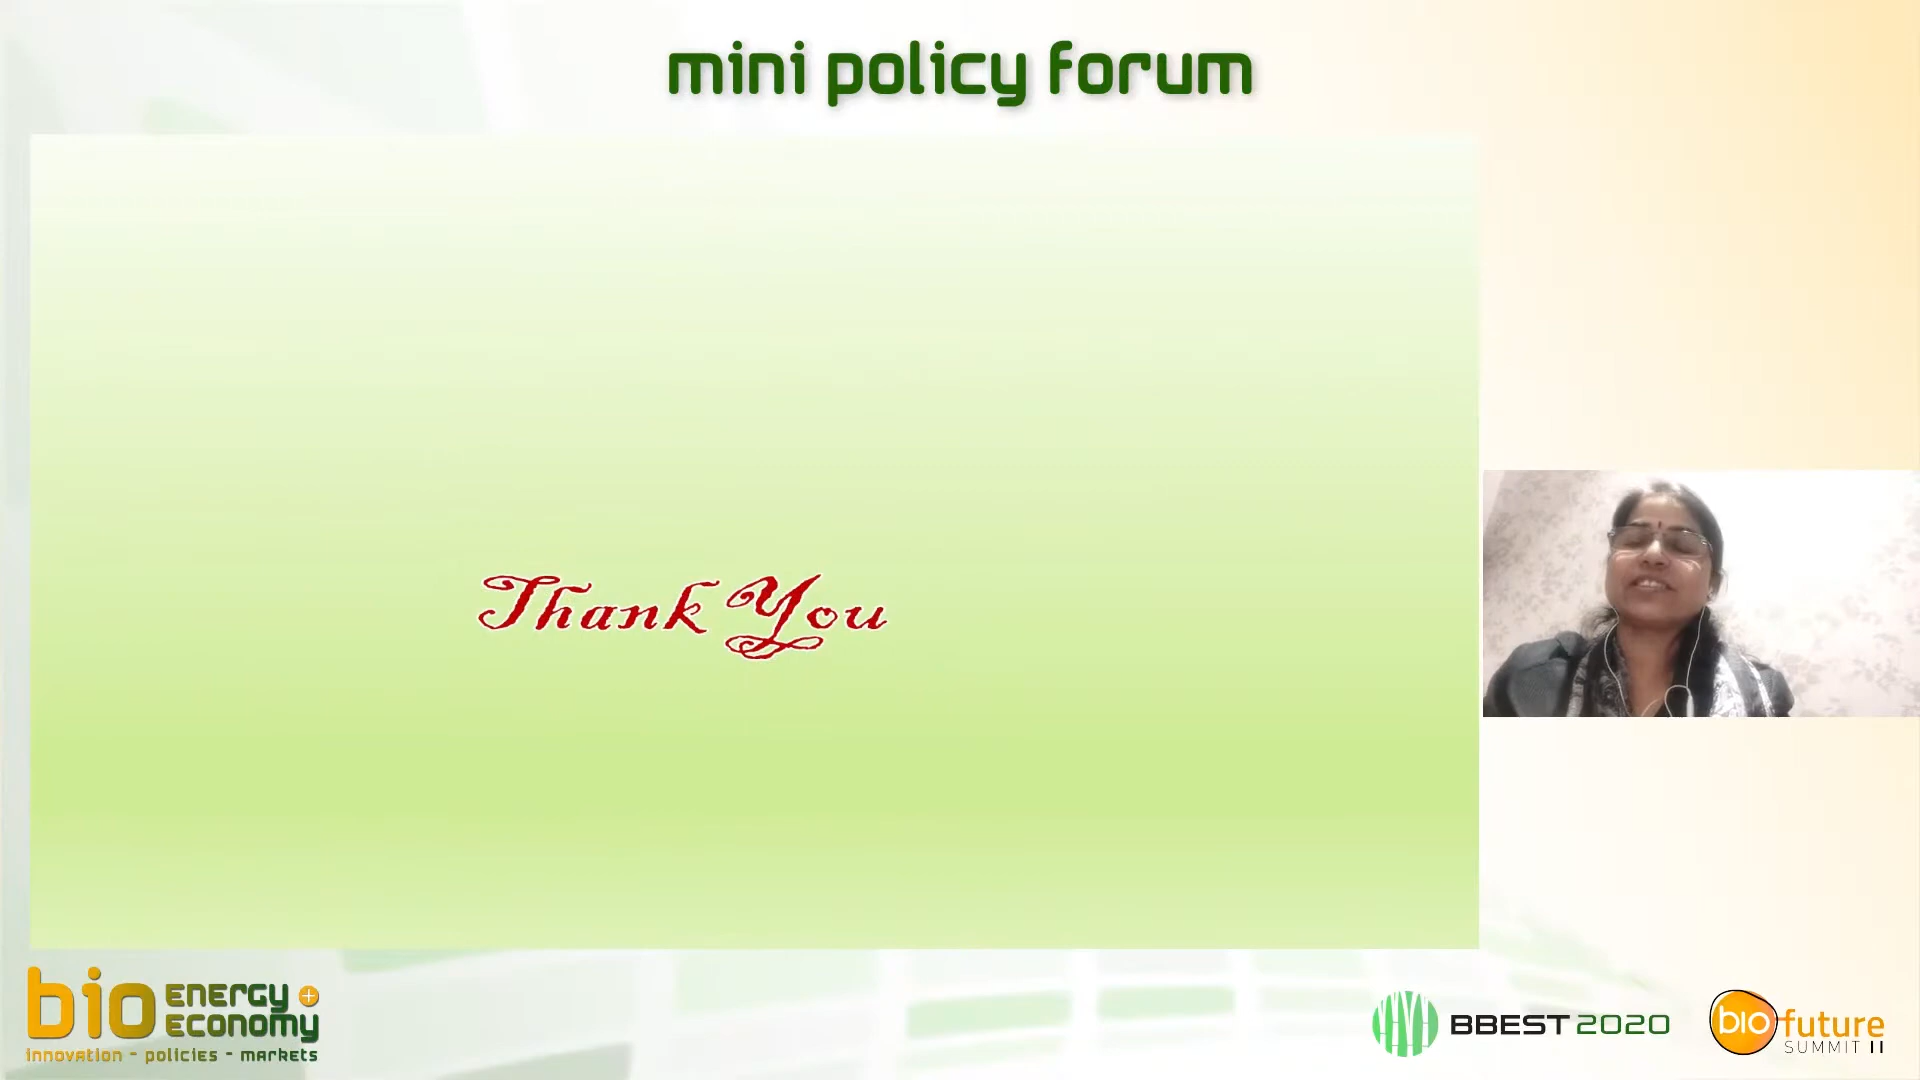 mini policy forum
Thank You
bio ENERGY +
ECONOMY
innovation - policies - markets
BBEST 2020
bio future
SUMMIT II